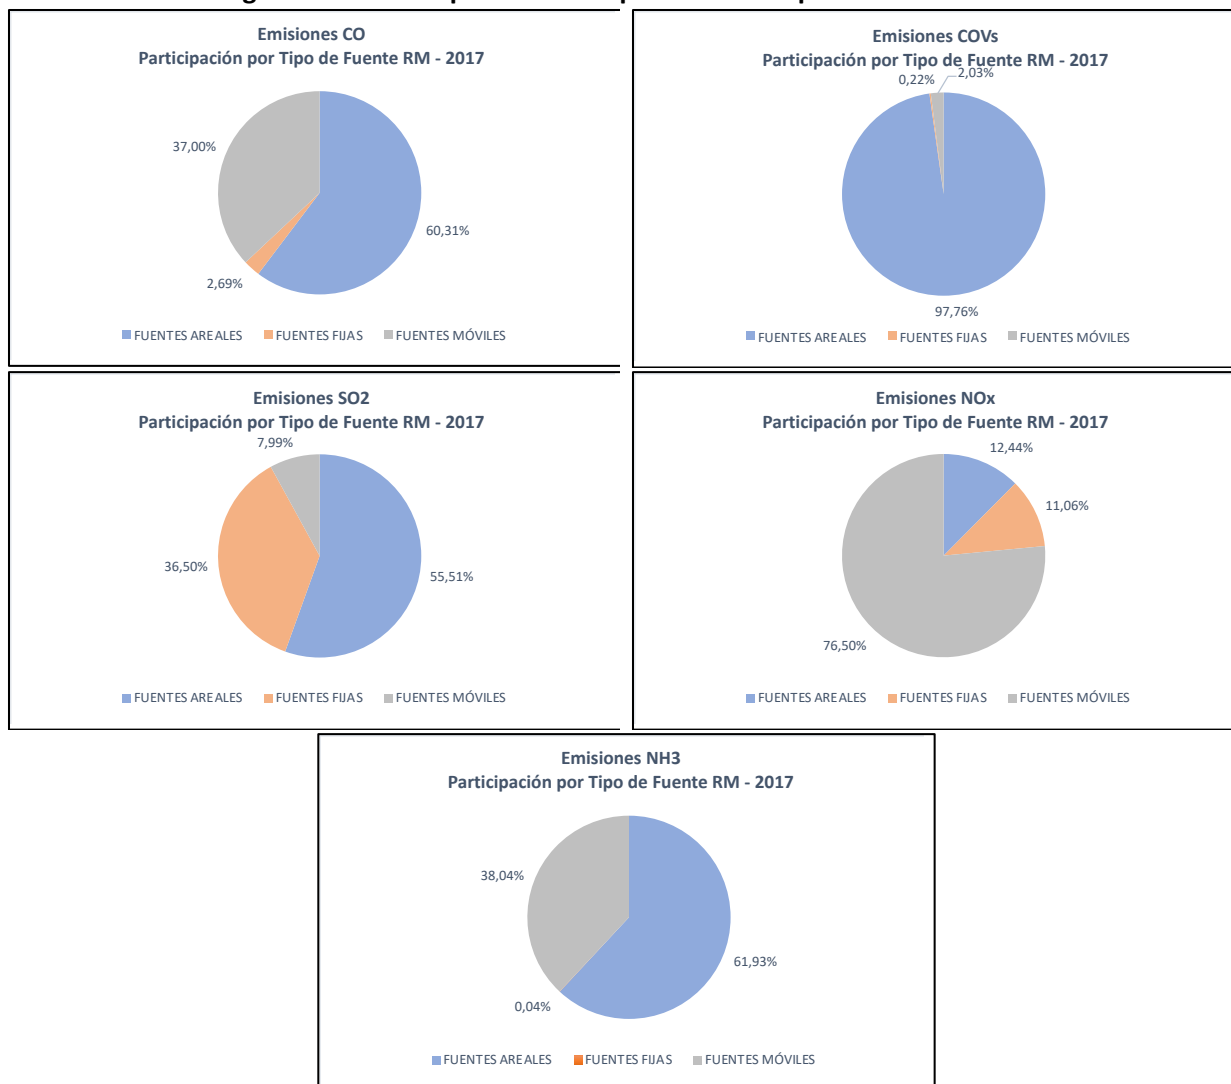 Emisiones CO
Participación por Tipo de Fuente RM - 2017
37,00%
60,31%
2,69%
FUENTES AREALES FUENTES FIJAS FUENTES MÓVILES
Emisiones COVs
Participación por Tipo de Fuente RM - 2017
0,22% 2,03%
97,76%
FUENTES AREALES FUENTES FIJAS FUENTES MÓVILES
Emisiones SO2
Participación por Tipo de Fuente RM - 2017
7,99%
36,50%
55,51%
FUENTES AREALES FUENTES FIJAS FUENTES MÓVILES
Emisiones NOx
Participación por Tipo de Fuente RM - 2017
12,44%
11,06%
76,50%
FUENTES AREALES FUENTES FIJAS FUENTES MÓVILES
Emisiones NH3
Participación por Tipo de Fuente RM - 2017
38,04%
61,93%
0,04%
FUENTES AREALES FUENTES FIJAS FUENTES MÓVILES